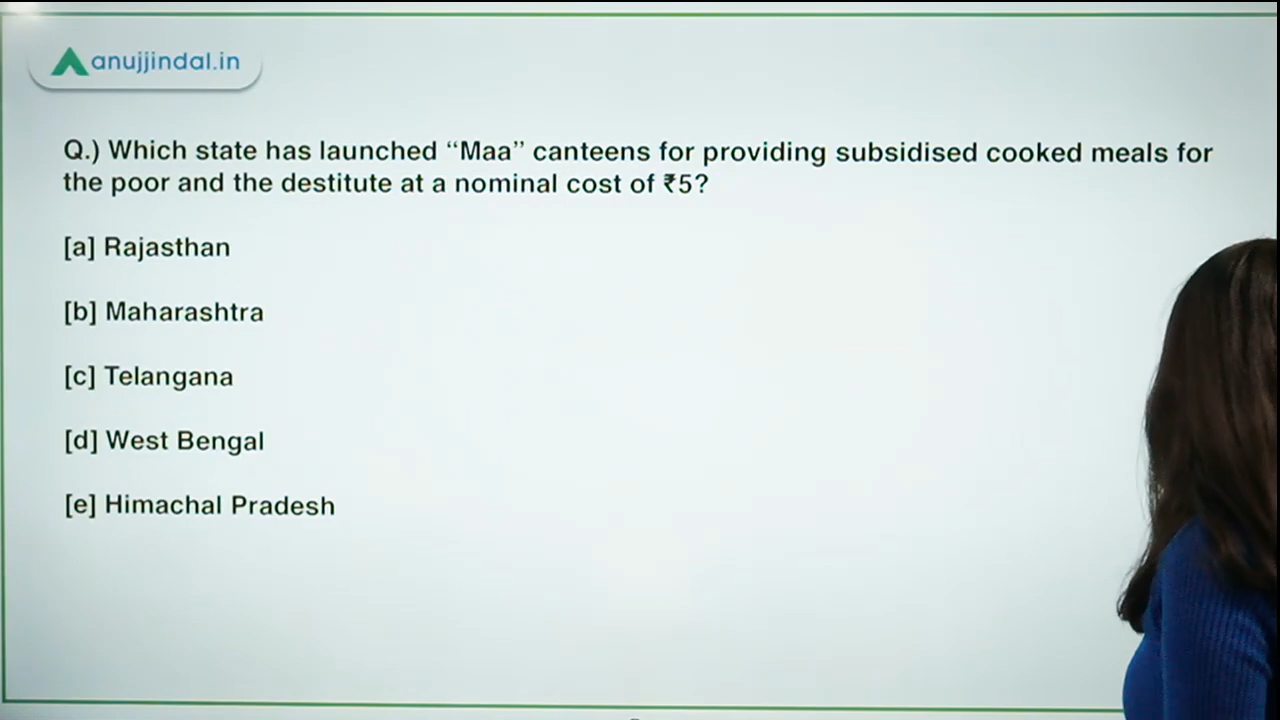 anujjindal.in
Q.) Which state has launched “Maa” canteens for providing subsidised cooked meals for
the poor and the destitute at a nominal cost of ₹5?
[a] Rajasthan
[b] Maharashtra
[c] Telangana
[d] West Bengal
[e] Himachal Pradesh